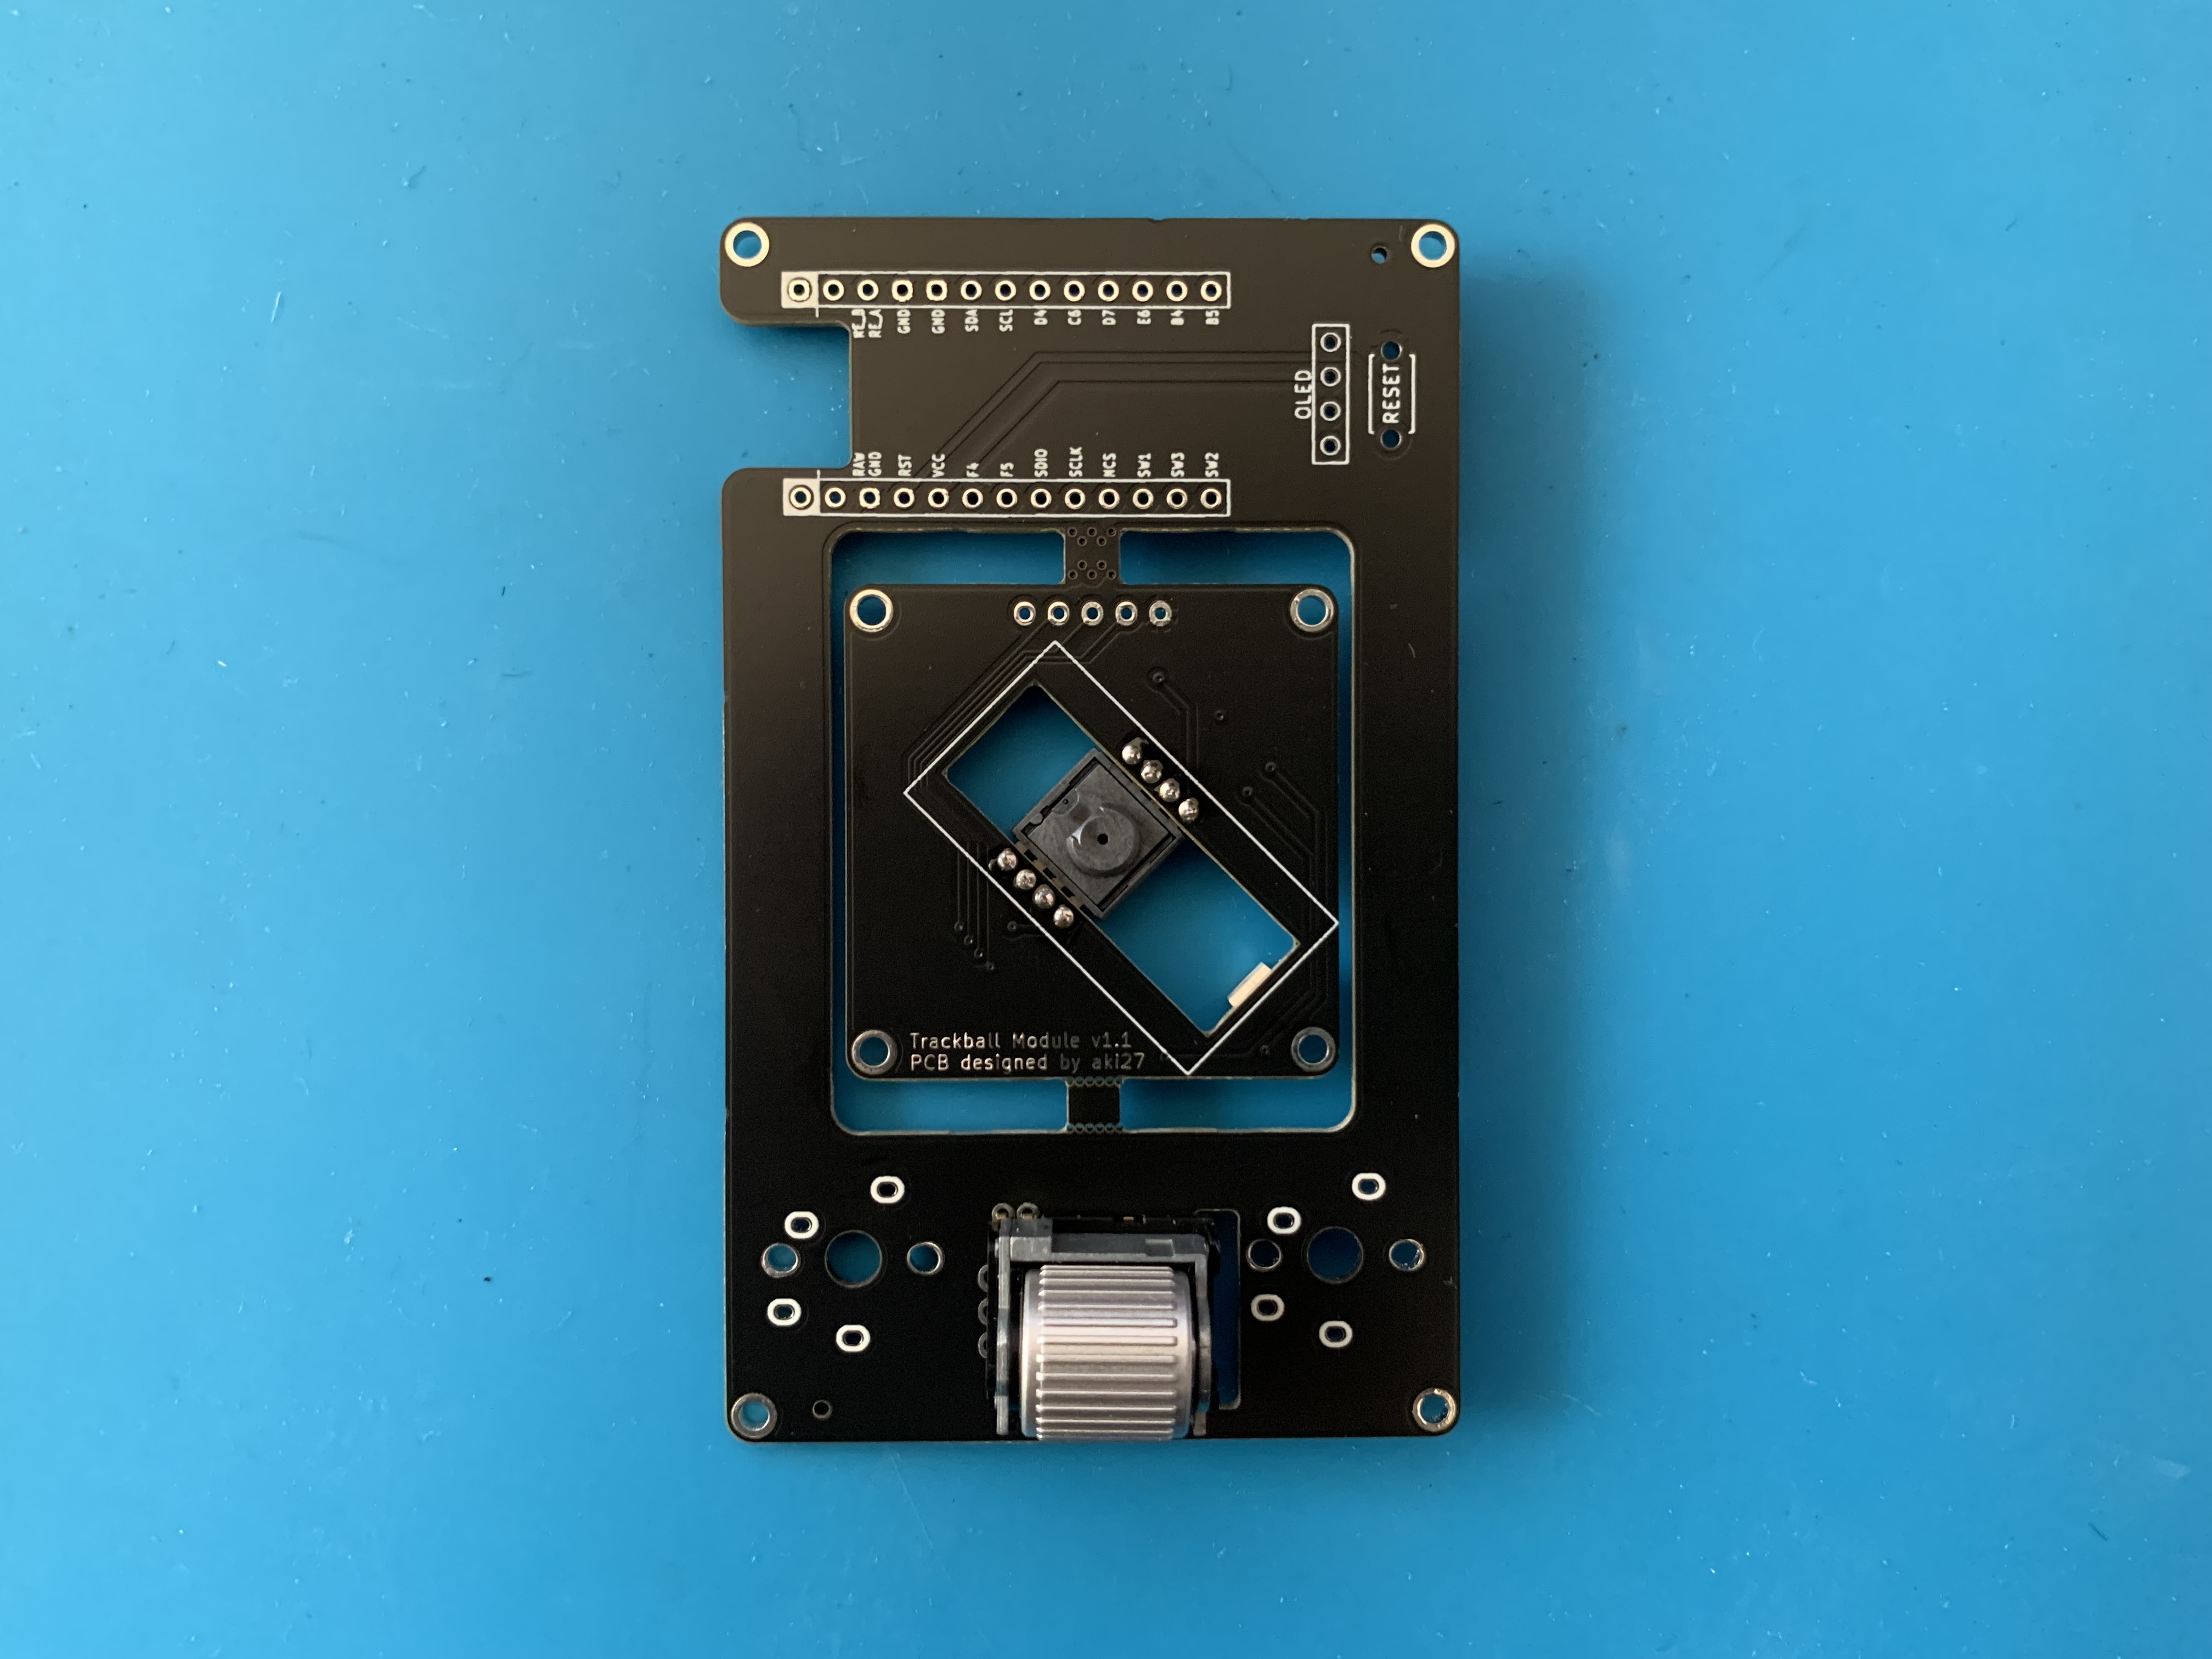 RE_B
RE_A
GND
GND
SDA
SCL
D4
C6
D7
E6
B4
B5
OLED
RESET
RAW
GND
RST
VCC
F4
F5
SDIO
SCLK
NCS
SW1
SW3
SW2
Trackball Module v1.1
PCB designed by aki27